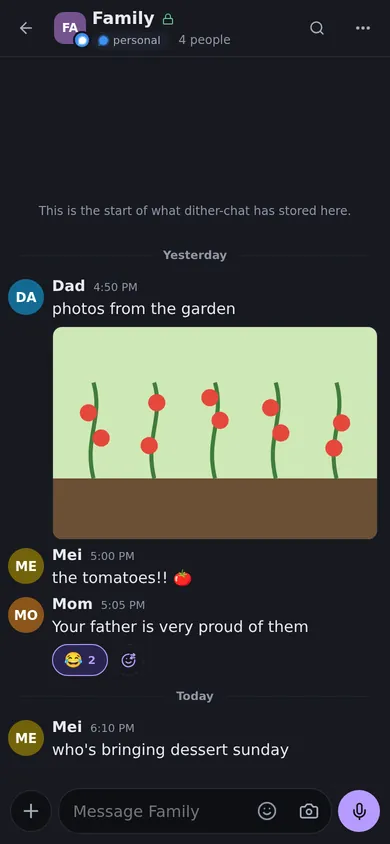 FA
Family
personal 4 people
This is the start of what dither-chat has stored here.
Yesterday
DA
Dad 4:50 PM
photos from the garden
ME
Mei 5:00 PM
the tomatoes!! 🍅
MO
Mom 5:05 PM
Your father is very proud of them
😂 2
Today
ME
Mei 6:10 PM
who's bringing dessert sunday
Message Family